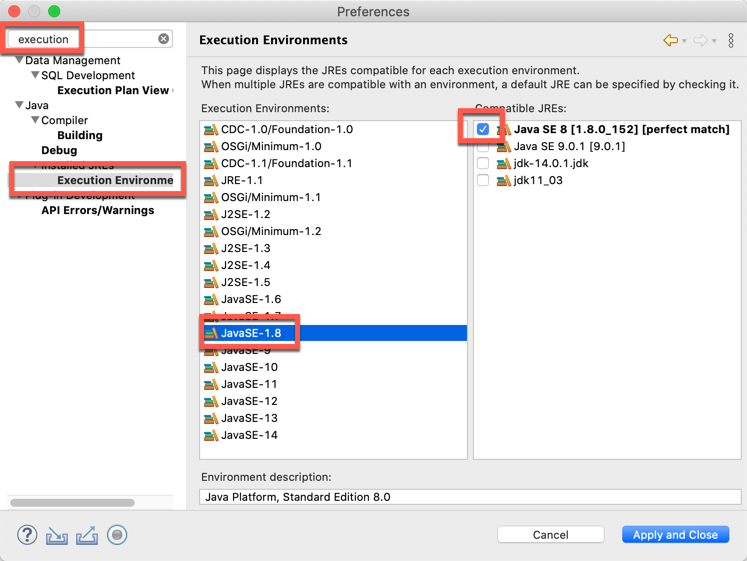 Preferences
execution
Data Management
SQL Development
Execution Plan View
Java
Compiler
Building
Debug
Installed JREs
Execution Environme
Plug-in Development
API Errors/Warnings
Execution Environments
This page displays the JREs compatible for each execution environment.
When multiple JREs are compatible with an environment, a default JRE can be specified by checking it.
Execution Environments:
CDC-1.0/Foundation-1.0
OSGi/Minimum-1.0
CDC-1.1/Foundation-1.1
JRE-1.1
OSGi/Minimum-1.1
J2SE-1.2
OSGi/Minimum-1.2
J2SE-1.3
J2SE-1.4
J2SE-1.5
JavaSE-1.6
JavaSE-1.7
JavaSE-1.8
JavaSE-9
JavaSE-10
JavaSE-11
JavaSE-12
JavaSE-13
JavaSE-14
Compatible JREs:
Java SE 8 [1.8.0_152] [perfect match]
Java SE 9.0.1 [9.0.1]
jdk-14.0.1.jdk
jdk11_03
Environment description:
Java Platform, Standard Edition 8.0
?
Cancel
Apply and Close